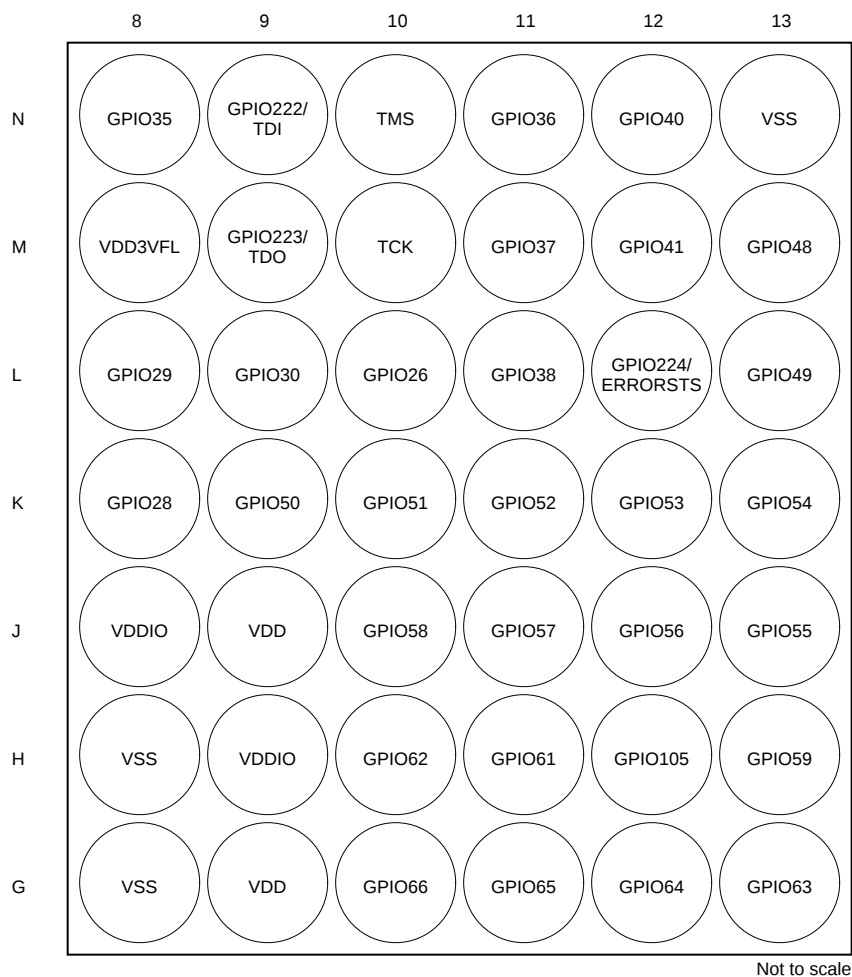 8 9 10 11 12 13
N GPIO35 GPIO222/ TMS GPIO36 GPIO40 VSS
TDI
M VDD3VFL GPIO223/ TCK GPIO37 GPIO41 GPIO48
TDO
L GPIO29 GPIO30 GPIO26 GPIO38 GPIO224/ GPIO49
ERRORSTS
K GPIO28 GPIO50 GPIO51 GPIO52 GPIO53 GPIO54
J VDDIO VDD GPIO58 GPIO57 GPIO56 GPIO55
H VSS VDDIO GPIO62 GPIO61 GPIO105 GPIO59
G VSS VDD GPIO66 GPIO65 GPIO64 GPIO63
Not to scale